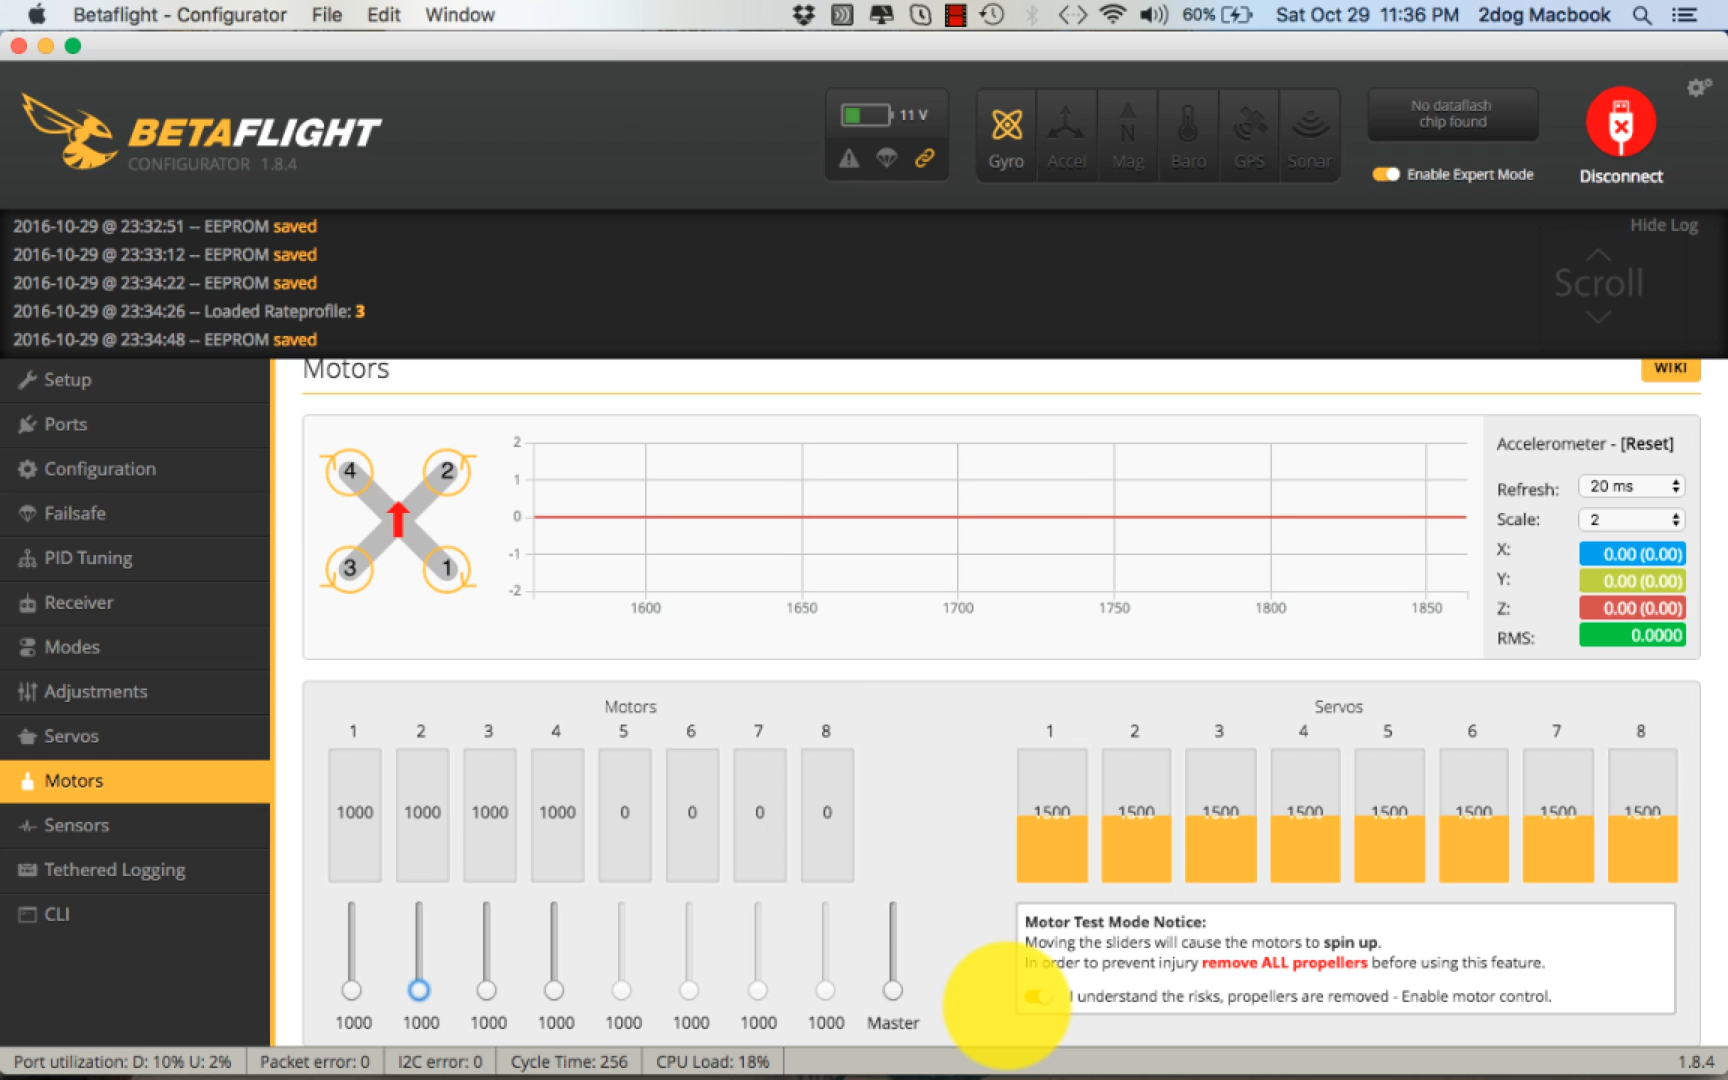 Betaflight - Configurator File Edit Window 60% Sat Oct 29 11:36 PM 2dog Macbook
BETAFLIGHT
CONFIGURATOR 1.8.4
11 V
Gyro Accel Mag Baro GPS Sonar
No dataflash
chip found
Enable Expert Mode
Disconnect
2016-10-29 @ 23:32:51 -- EEPROM saved
2016-10-29 @ 23:33:12 -- EEPROM saved
2016-10-29 @ 23:34:22 -- EEPROM saved
2016-10-29 @ 23:34:26 -- Loaded Rateprofile: 3
2016-10-29 @ 23:34:48 -- EEPROM saved
Hide Log
Scroll
Setup
Ports
Configuration
Failsafe
PID Tuning
Receiver
Modes
Adjustments
Servos
Motors
Sensors
Tethered Logging
CLI
Motors
WIKI
4 2
3 1
2
1
0
-1
-2
1600 1650 1700 1750 1800 1850
Accelerometer - [Reset]
Refresh: 20 ms
Scale: 2
X: 0.00 (0.00)
Y: 0.00 (0.00)
Z: 0.00 (0.00)
RMS: 0.0000
Motors
1 2 3 4 5 6 7 8
1000 1000 1000 1000 0 0 0 0
1000 1000 1000 1000 1000 1000 1000 1000 Master
Servos
1 2 3 4 5 6 7 8
1500 1500 1500 1500 1500 1500 1500 1500
Motor Test Mode Notice:
Moving the sliders will cause the motors to spin up.
In order to prevent injury remove ALL propellers before using this feature.
I understand the risks, propellers are removed - Enable motor control.
Port utilization: D: 10% U: 2% Packet error: 0 I2C error: 0 Cycle Time: 256 CPU Load: 18% 1.8.4